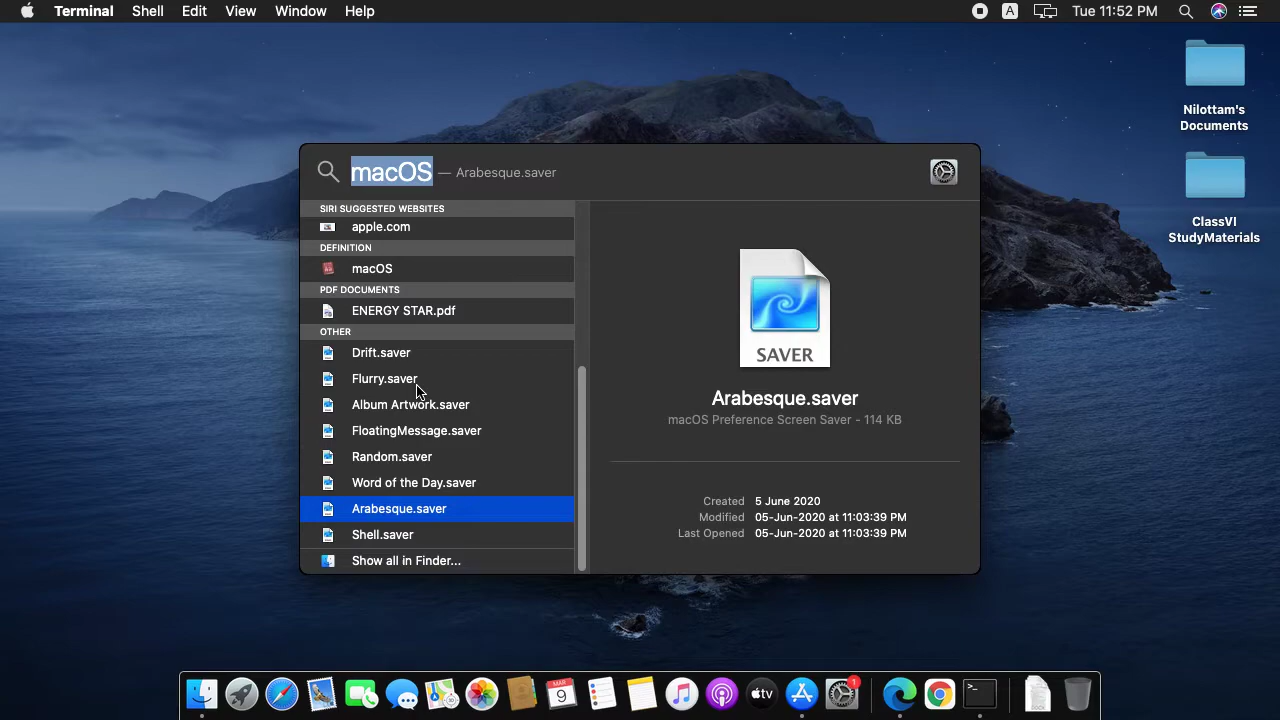 Terminal Shell Edit View Window Help A Tue 11:52 PM
Nilottam's
Documents
ClassVI
StudyMaterials
macOS — Arabesque.saver
SIRI SUGGESTED WEBSITES
apple.com
DEFINITION
macOS
PDF DOCUMENTS
ENERGY STAR.pdf
OTHER
Drift.saver
Flurry.saver
Album Artwork.saver
FloatingMessage.saver
Random.saver
Word of the Day.saver
Arabesque.saver
Shell.saver
Show all in Finder...
SAVER
Arabesque.saver
macOS Preference Screen Saver - 114 KB
Created 5 June 2020
Modified 05-Jun-2020 at 11:03:39 PM
Last Opened 05-Jun-2020 at 11:03:39 PM
MAR
9
tv
1
>_